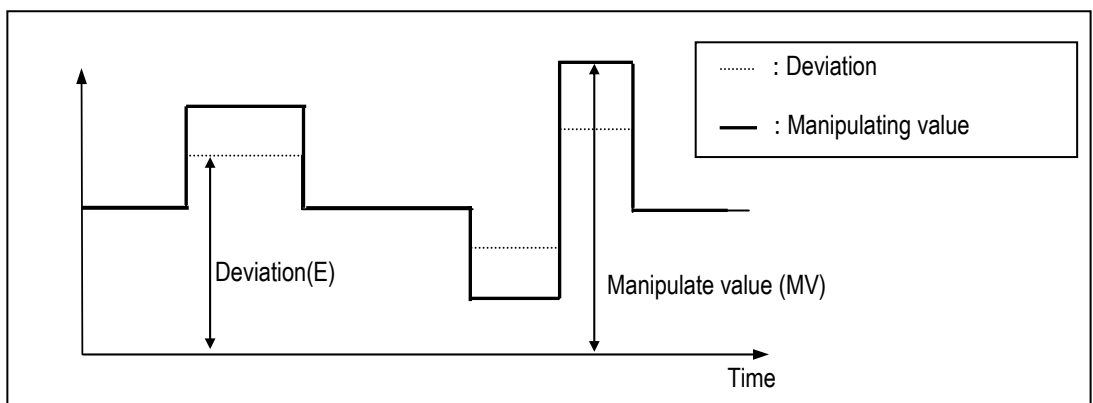 : Deviation
: Manipulating value
Deviation(E)
Manipulate value (MV)
Time